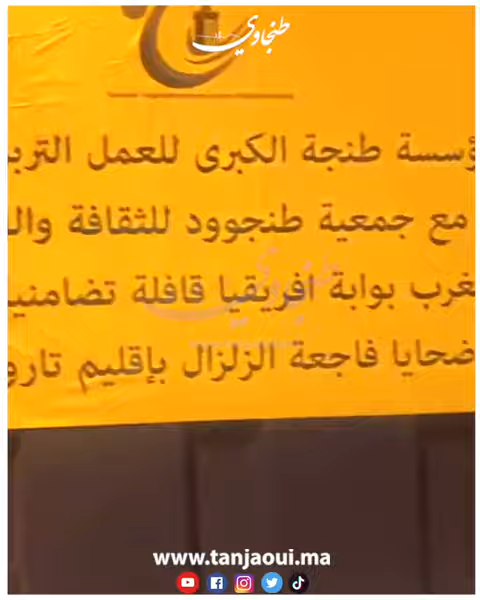 طنجاوي
ؤسسة طنجة الكبرى للعمل الترب
مع جمعية طنجوود للثقافة وال
غرب بوابة افريقيا قافلة تضامني
ضحايا فاجعة الزلزال بإقليم تارو
www.tanjaoui.ma